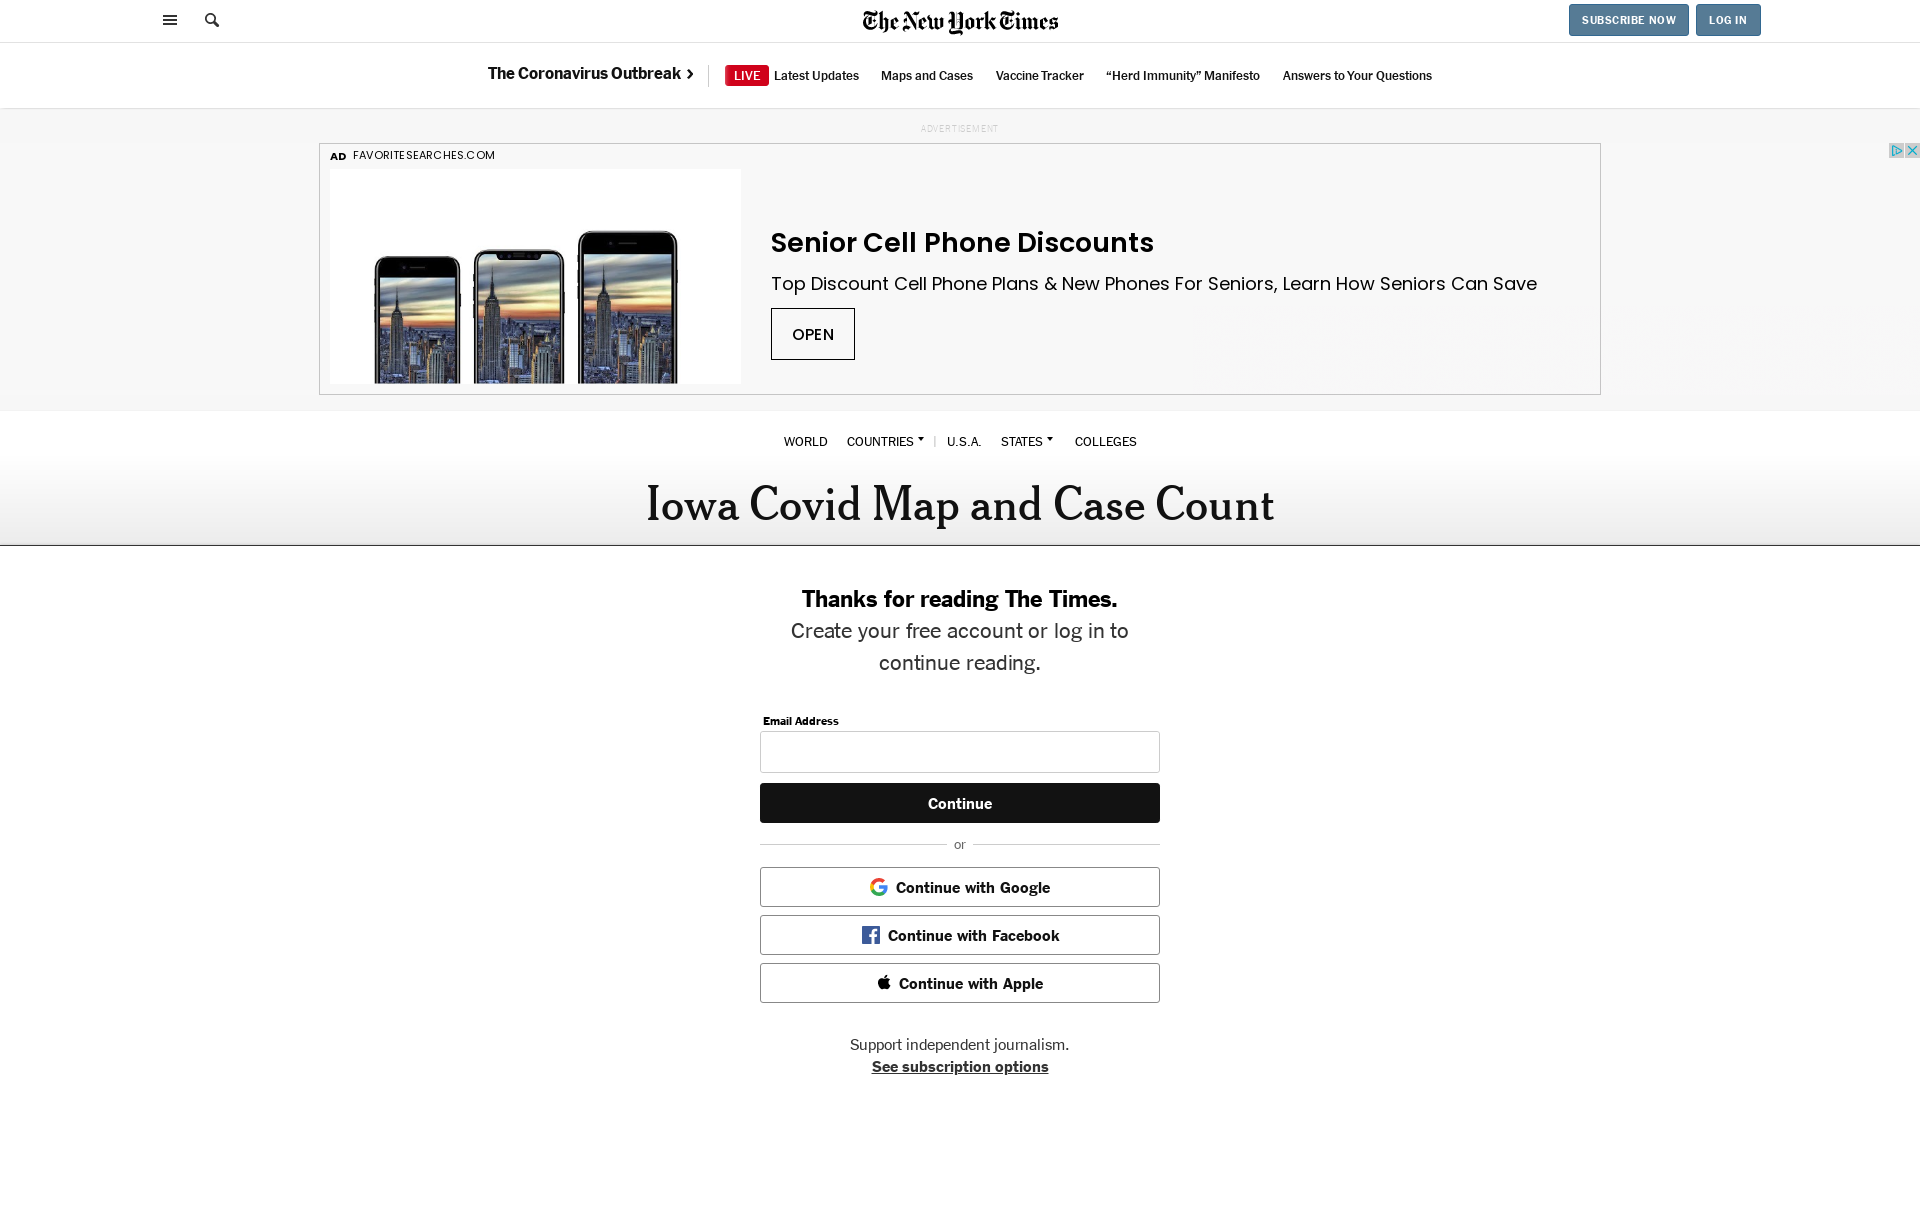 The New York Times
SUBSCRIBE NOW
LOG IN
The Coronavirus Outbreak ›
LIVE Latest Updates
Maps and Cases
Vaccine Tracker
“Herd Immunity” Manifesto
Answers to Your Questions
ADVERTISEMENT
AD FAVORITESEARCHES.COM
Senior Cell Phone Discounts
Top Discount Cell Phone Plans & New Phones For Seniors, Learn How Seniors Can Save
OPEN
WORLD COUNTRIES | U.S.A. STATES COLLEGES
Iowa Covid Map and Case Count
Thanks for reading The Times.
Create your free account or log in to
continue reading.
Email Address
Continue
or
Continue with Google
Continue with Facebook
Continue with Apple
Support independent journalism.
See subscription options